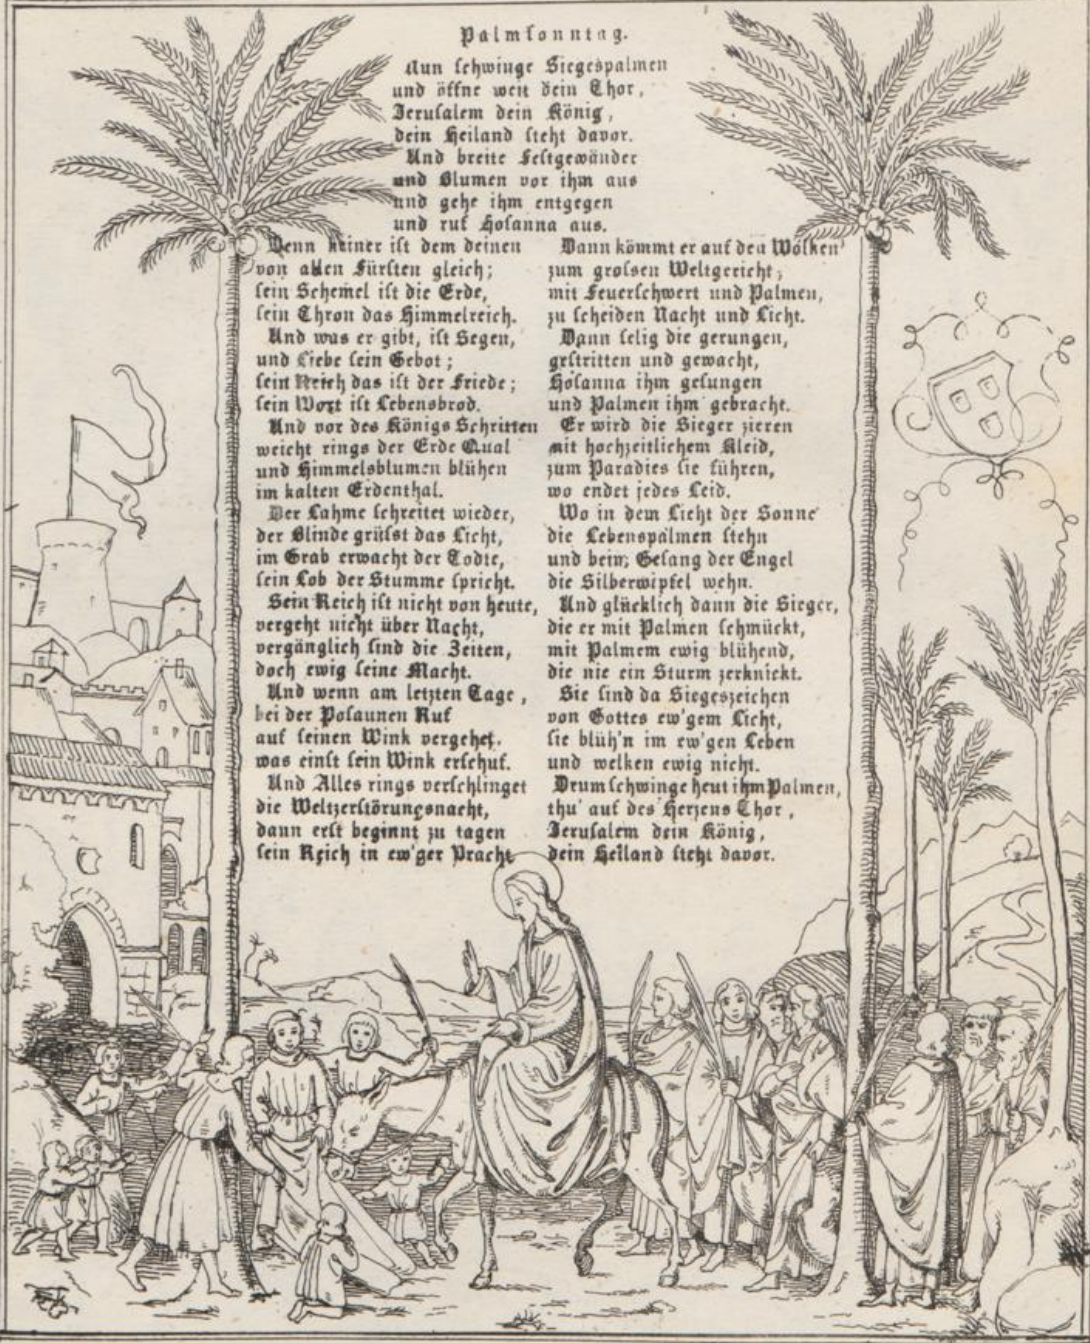 Palmsonntag.
Nun schwinge Siegespalmen
und öffne weit dein Thor,
Jerusalem dein König,
dein Heiland steht davor.
Und breite Festgewänder
und Blumen vor ihm aus
und gehe ihm entgegen
und ruf Hosanna aus.
Denn keiner ist dem deinen
von allen Fürsten gleich;
sein Schemel ist die Erde,
sein Thron das Himmelreich.
Und was er gibt, ist Segen,
und Liebe sein Gebot;
sein Reich das ist der Friede;
sein Wort ist Lebensbrod.
Und vor des Königs Schritten
weicht rings der Erde Qual
und Himmelsblumen blühen
im kalten Erdenthal.
Der Lahme schreitet wieder,
der Blinde grüsst das Licht,
im Grab erwacht der Todte,
sein Lob der Stumme spricht.
Sein Reich ist nicht von heute,
vergeht nicht über Nacht,
vergänglich sind die Zeiten,
doch ewig seine Macht.
Und wenn am letzten Tage,
bei der Posaunen Ruf
auf seinen Wink vergehet,
was einst sein Wink erschuf.
Und Alles rings verschlinget
die Weltzerstörungsnacht,
dann erst beginnt zu tagen
sein Reich in ew'ger Pracht
Dann kömmt er auf den Wolken
zum grossen Weltgericht,
mit Feuerschwert und Palmen,
zu scheiden Nacht und Licht.
Dann selig die gerungen,
gestritten und gewacht,
Hosanna ihm gesungen
und Palmen ihm gebracht.
Er wird die Sieger zieren
mit hochzeitlichem Kleid,
zum Paradies sie führen,
wo endet jedes Leid.
Wo in dem Licht der Sonne
die Lebenspalmen stehn
und beim Gesang der Engel
die Silberwipfel wehn.
Und glücklich dann die Sieger,
die er mit Palmen schmückt,
mit Palmem ewig blühend,
die nie ein Sturm zerknickt.
Sie sind da Siegeszeichen
von Gottes ew'gem Licht,
sie blüh'n im ew'gen Leben
und welken ewig nicht.
Drum schwinge heut ihm Palmen,
thu' auf des Herzens Thor,
Jerusalem dein König,
dein Heiland steht davor.